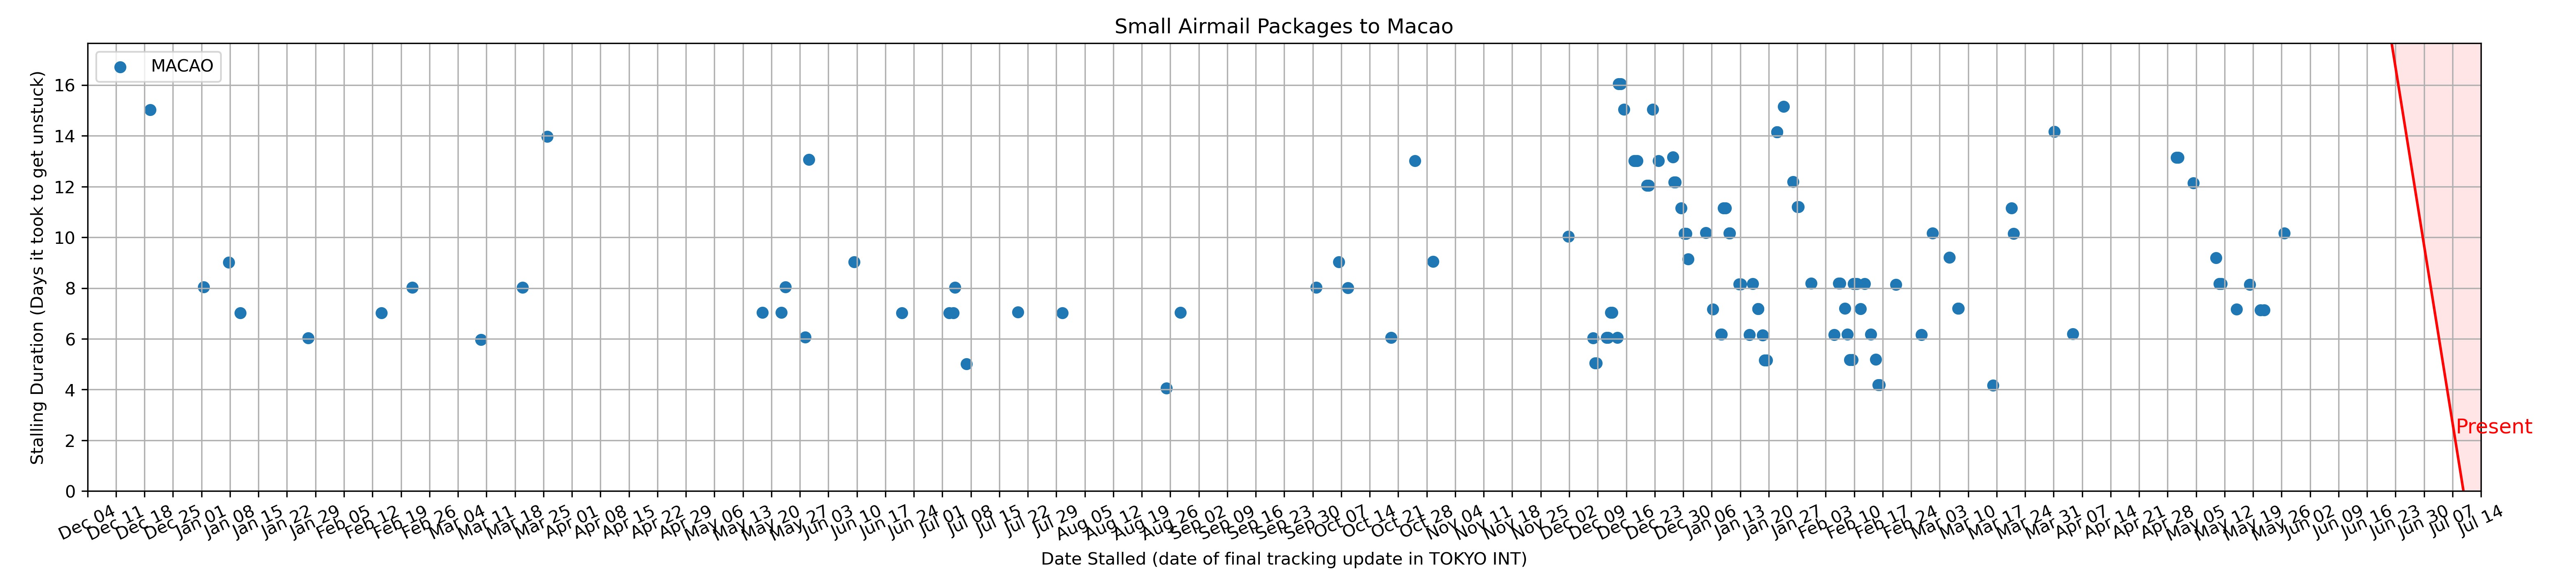 Small Airmail Packages to Macao
MACAO
Stalling Duration (Days it took to get unstuck)
16
14
12
10
8
6
4
2
0
Present
Dec 04 Dec 11 Dec 18 Dec 25 Jan 01 Jan 08 Jan 15 Jan 22 Jan 29 Feb 05 Feb 12 Feb 19 Feb 26 Mar 04 Mar 11 Mar 18 Mar 25 Apr 01 Apr 08 Apr 15 Apr 22 Apr 29 May 06 May 13 May 20 May 27 Jun 03 Jun 10 Jun 17 Jun 24 Jul 01 Jul 08 Jul 15 Jul 22 Jul 29 Aug 05 Aug 12 Aug 19 Aug 26 Sep 02 Sep 09 Sep 16 Sep 23 Sep 30 Oct 07 Oct 14 Oct 21 Oct 28 Nov 04 Nov 11 Nov 18 Nov 25 Dec 02 Dec 09 Dec 16 Dec 23 Dec 30 Jan 06 Jan 13 Jan 20 Jan 27 Feb 03 Feb 10 Feb 17 Feb 24 Mar 03 Mar 10 Mar 17 Mar 24 Mar 31 Apr 07 Apr 14 Apr 21 Apr 28 May 05 May 12 May 19 May 26 Jun 02 Jun 09 Jun 16 Jun 23 Jun 30 Jul 07 Jul 14
Date Stalled (date of final tracking update in TOKYO INT)